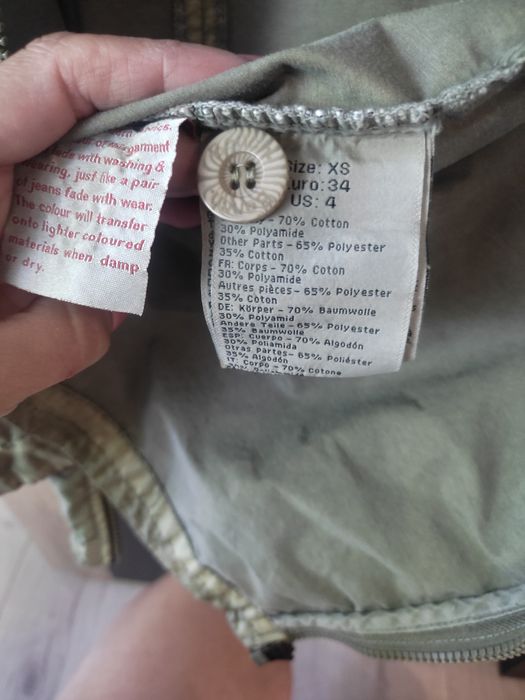 garment
made with washing &
wearing. just like a pair
of jeans fade with wear.
The colour will transfer
onto lighter coloured
materials when damp
or dry.
Size: XS
Euro: 34
US: 4
- 70% Cotton
30% Polyamide
Other Parts - 65% Polyester
35% Cotton
FR: Corps - 70% Coton
30% Polyamide
Autres pièces - 65% Polyester
35% Coton
DE: Körper - 70% Baumwolle
30% Polyamid
Andere Teile - 65% Polyester
35% Baumwolle
ESP: Cuerpo - 70% Algodón
30% Poliamida
Otras partes - 65% Poliéster
35% Algodón
IT: Corpo - 70% Cotone